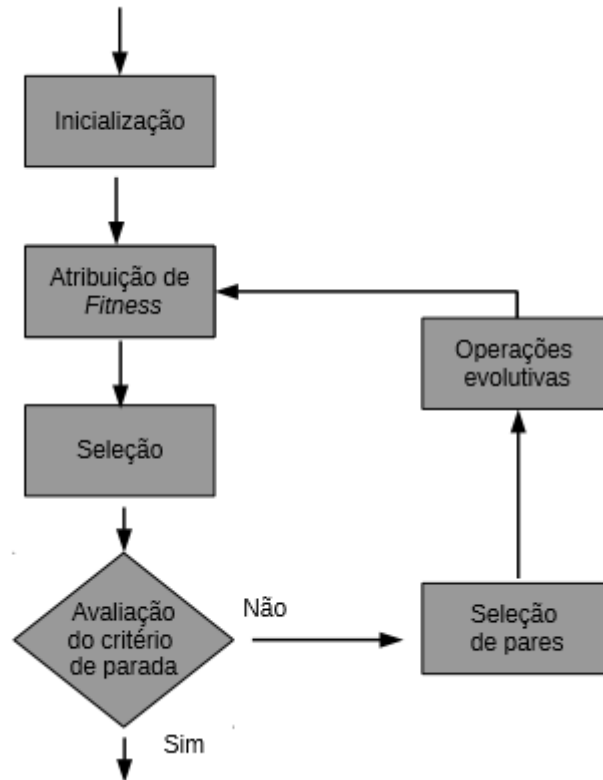 Inicialização
Atribuição de
Fitness
Seleção
Avaliação
do critério
de parada
Não
Sim
Seleção
de pares
Operações
evolutivas